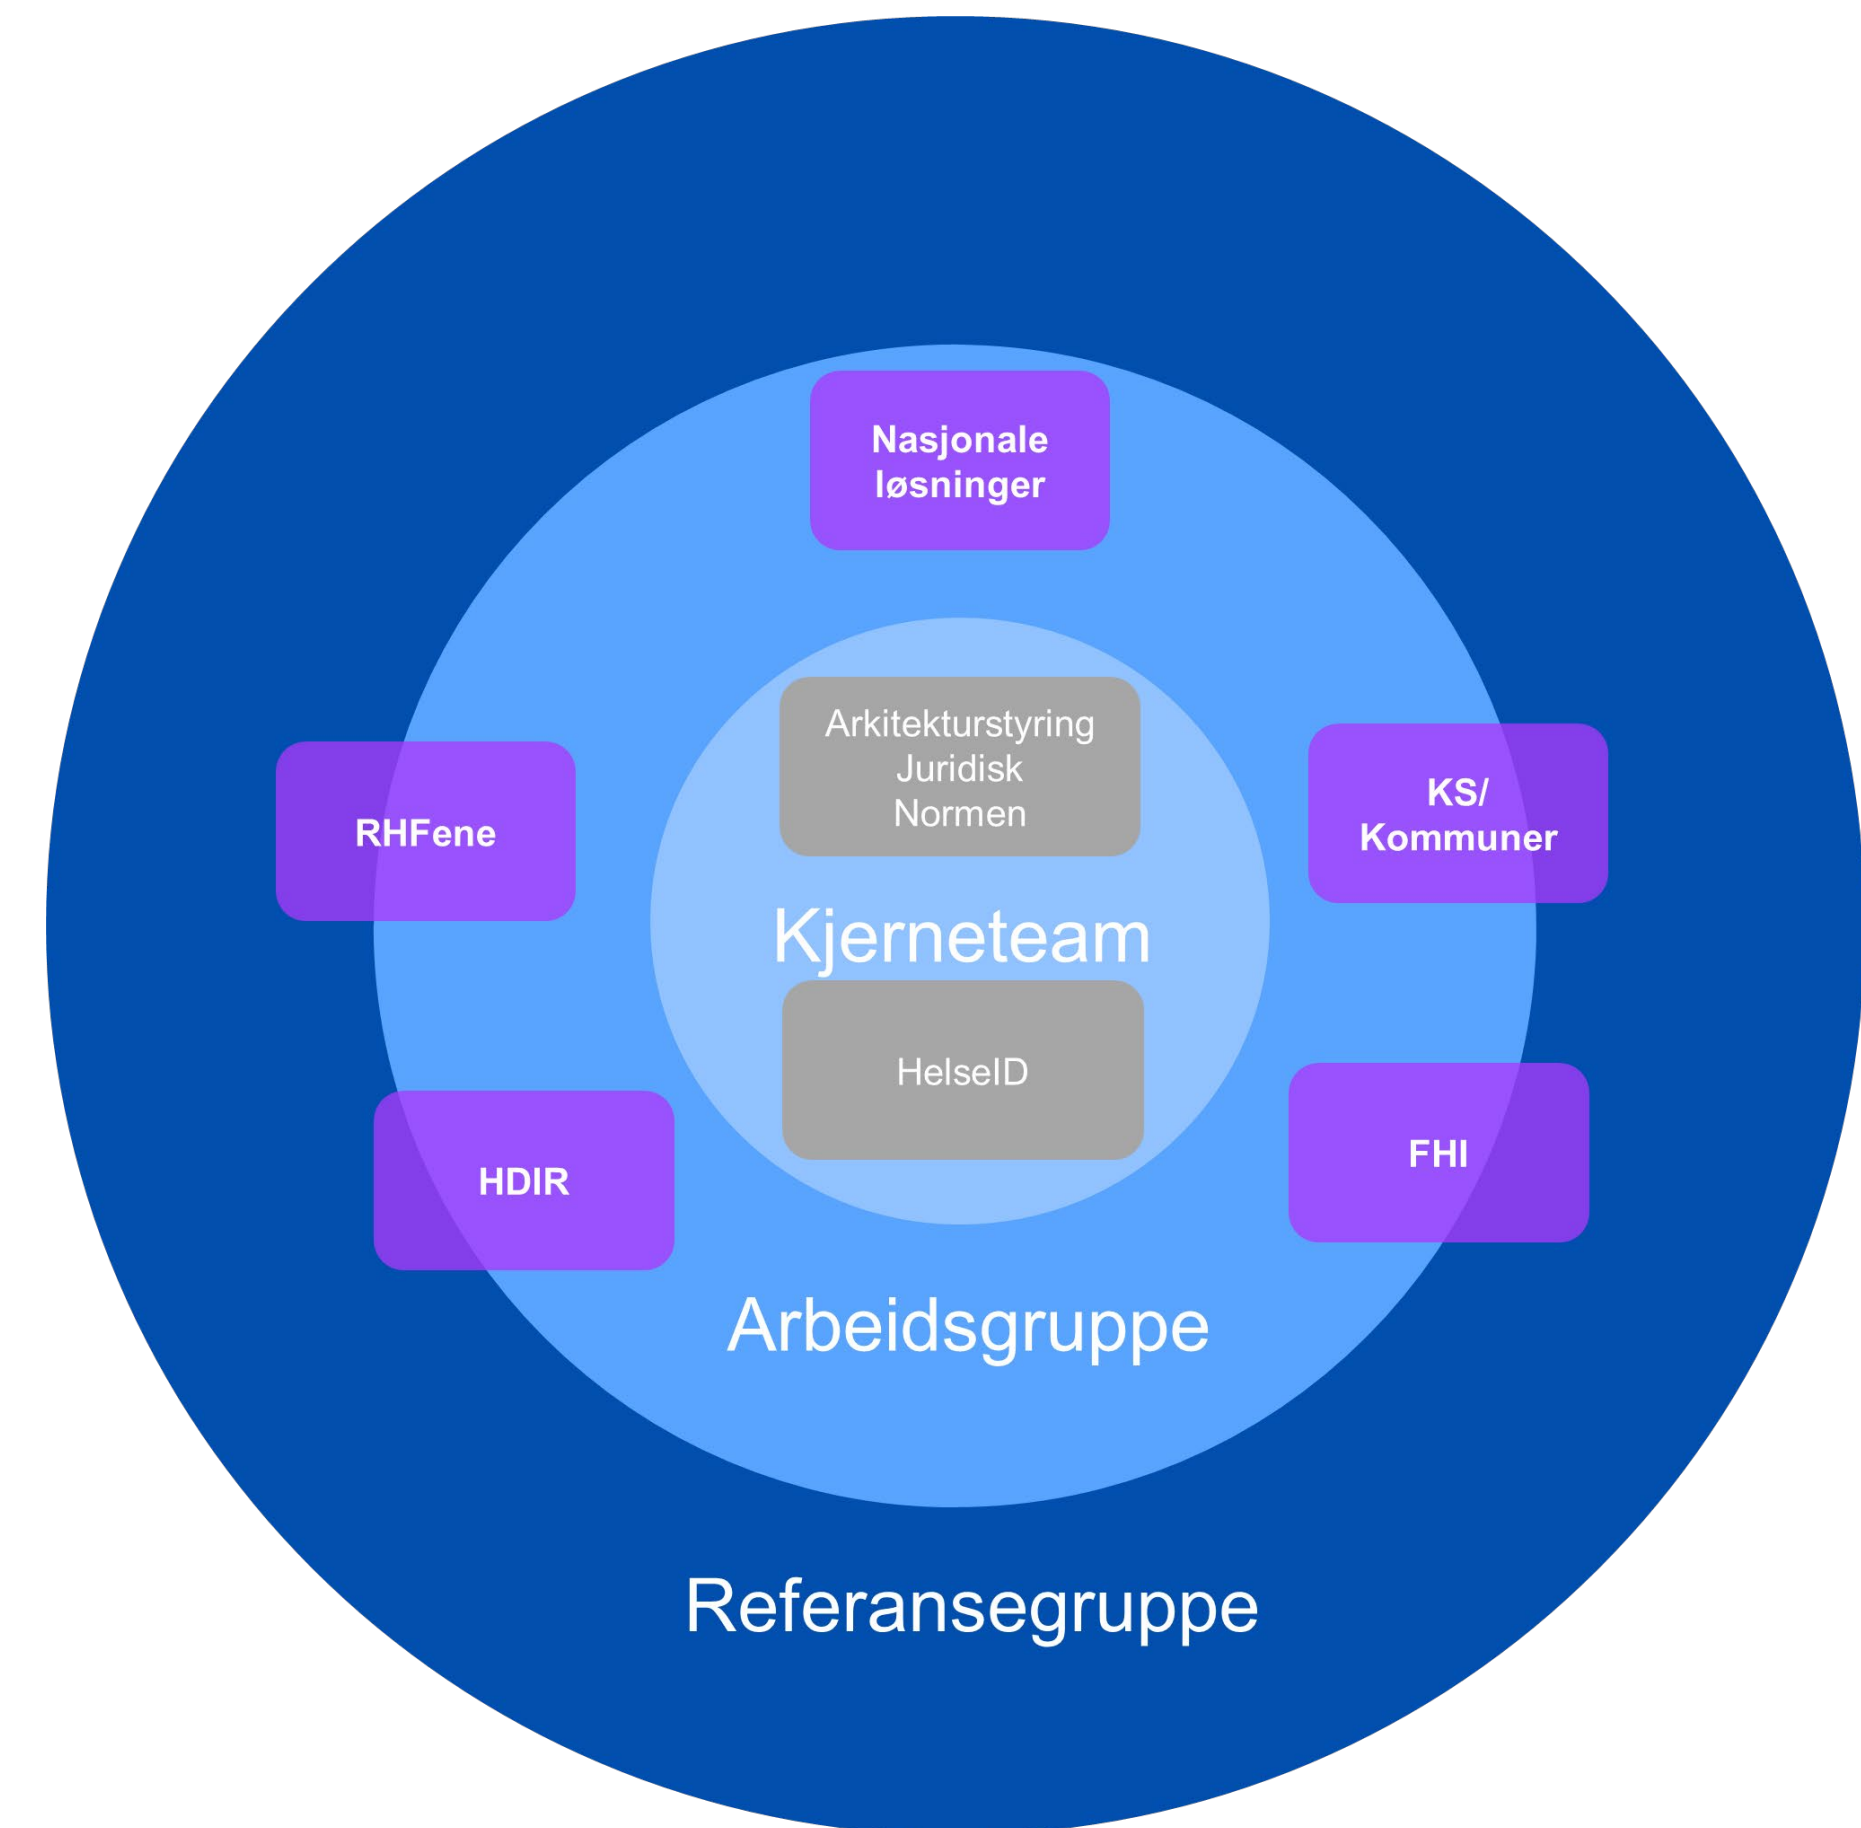 Nasjonale
løsninger
Arkitekturstyring
Juridisk
Normen
KS/
Kommuner
RHFene
Kjerneteam
HelseID
FHI
HDIR
Arbeidsgruppe
Referansegruppe